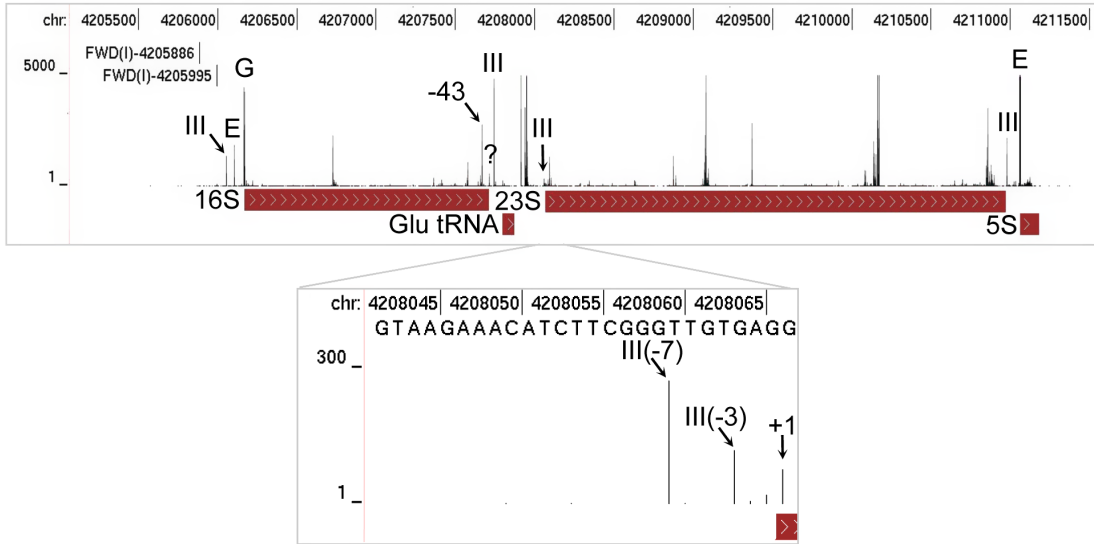 chr: 4205500| 4206000| 4206500| 4207000| 4207500| 4208000| 4208500| 4209000| 4209500| 4210000| 4210500| 4211000| 4211500|
FWD(I)-4205886
FWD(I)-4205995
5000
G
III
E
-43
III
E
III
?
III
1
16S
23S
Glu tRNA
5S
chr: 4208045| 4208050| 4208055| 4208060| 4208065|
GTAAGAAACATCTTCGGGTTGTGAGG
III(-7)
300
III(-3)
+1
1